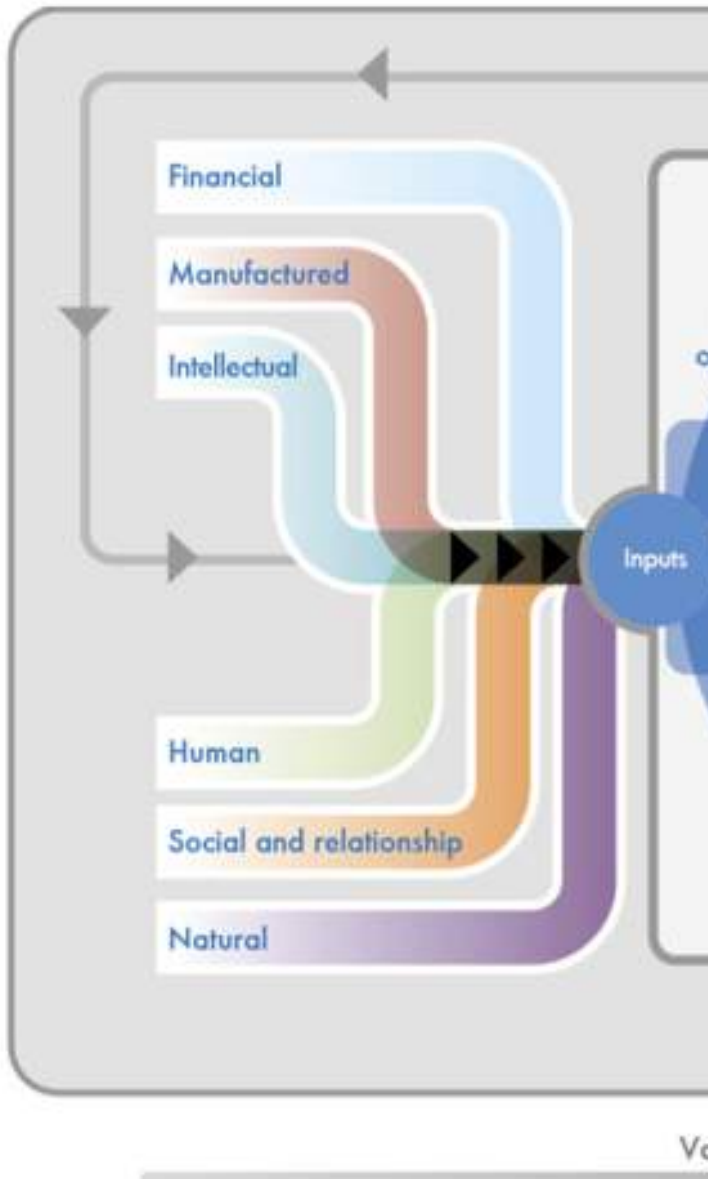 Financial
Manufactured
Intellectual
Inputs
Human
Social and relationship
Natural